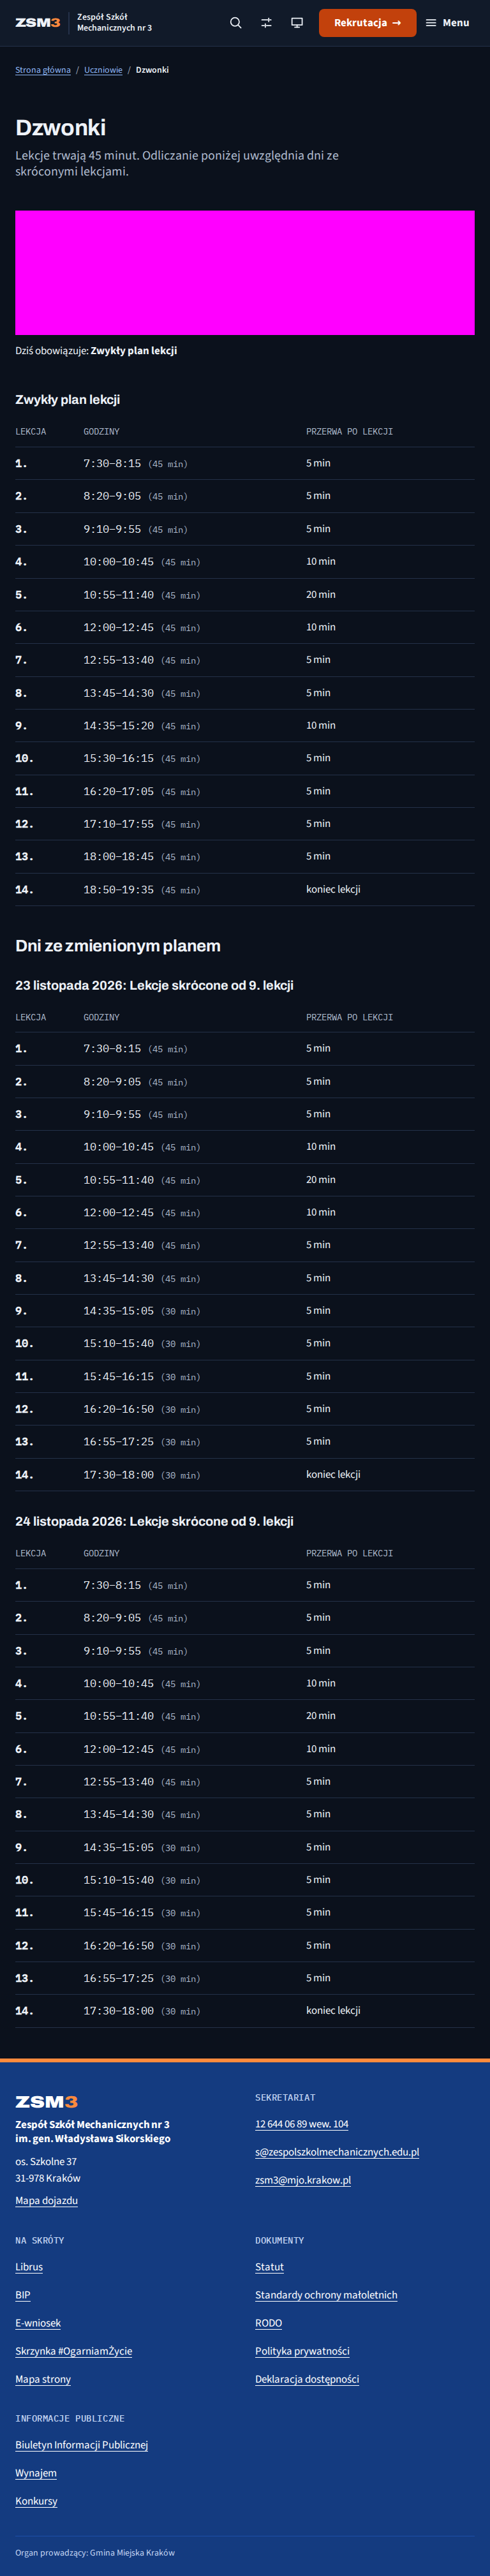 ZSM3
Zespół Szkół
Mechanicznych nr 3
Rekrutacja →
Menu
Strona główna / Uczniowie / Dzwonki
Dzwonki
Lekcje trwają 45 minut. Odliczanie poniżej uwzględnia dni ze
skróconymi lekcjami.
Dziś obowiązuje: Zwykły plan lekcji
Zwykły plan lekcji
LEKCJA GODZINY PRZERWA PO LEKCJI
1. 7:30–8:15 (45 min) 5 min
2. 8:20–9:05 (45 min) 5 min
3. 9:10–9:55 (45 min) 5 min
4. 10:00–10:45 (45 min) 10 min
5. 10:55–11:40 (45 min) 20 min
6. 12:00–12:45 (45 min) 10 min
7. 12:55–13:40 (45 min) 5 min
8. 13:45–14:30 (45 min) 5 min
9. 14:35–15:20 (45 min) 10 min
10. 15:30–16:15 (45 min) 5 min
11. 16:20–17:05 (45 min) 5 min
12. 17:10–17:55 (45 min) 5 min
13. 18:00–18:45 (45 min) 5 min
14. 18:50–19:35 (45 min) koniec lekcji
Dni ze zmienionym planem
23 listopada 2026: Lekcje skrócone od 9. lekcji
LEKCJA GODZINY PRZERWA PO LEKCJI
1. 7:30–8:15 (45 min) 5 min
2. 8:20–9:05 (45 min) 5 min
3. 9:10–9:55 (45 min) 5 min
4. 10:00–10:45 (45 min) 10 min
5. 10:55–11:40 (45 min) 20 min
6. 12:00–12:45 (45 min) 10 min
7. 12:55–13:40 (45 min) 5 min
8. 13:45–14:30 (45 min) 5 min
9. 14:35–15:05 (30 min) 5 min
10. 15:10–15:40 (30 min) 5 min
11. 15:45–16:15 (30 min) 5 min
12. 16:20–16:50 (30 min) 5 min
13. 16:55–17:25 (30 min) 5 min
14. 17:30–18:00 (30 min) koniec lekcji
24 listopada 2026: Lekcje skrócone od 9. lekcji
LEKCJA GODZINY PRZERWA PO LEKCJI
1. 7:30–8:15 (45 min) 5 min
2. 8:20–9:05 (45 min) 5 min
3. 9:10–9:55 (45 min) 5 min
4. 10:00–10:45 (45 min) 10 min
5. 10:55–11:40 (45 min) 20 min
6. 12:00–12:45 (45 min) 10 min
7. 12:55–13:40 (45 min) 5 min
8. 13:45–14:30 (45 min) 5 min
9. 14:35–15:05 (30 min) 5 min
10. 15:10–15:40 (30 min) 5 min
11. 15:45–16:15 (30 min) 5 min
12. 16:20–16:50 (30 min) 5 min
13. 16:55–17:25 (30 min) 5 min
14. 17:30–18:00 (30 min) koniec lekcji
ZSM3
Zespół Szkół Mechanicznych nr 3
im. gen. Władysława Sikorskiego
os. Szkolne 37
31-978 Kraków
Mapa dojazdu
SEKRETARIAT
12 644 06 89 wew. 104
s@zespolszkolmechanicznych.edu.pl
zsm3@mjo.krakow.pl
NA SKRÓTY
Librus
BIP
E-wniosek
Skrzynka #OgarniamŻycie
Mapa strony
DOKUMENTY
Statut
Standardy ochrony małoletnich
RODO
Polityka prywatności
Deklaracja dostępności
INFORMACJE PUBLICZNE
Biuletyn Informacji Publicznej
Wynajem
Konkursy
Organ prowadzący: Gmina Miejska Kraków